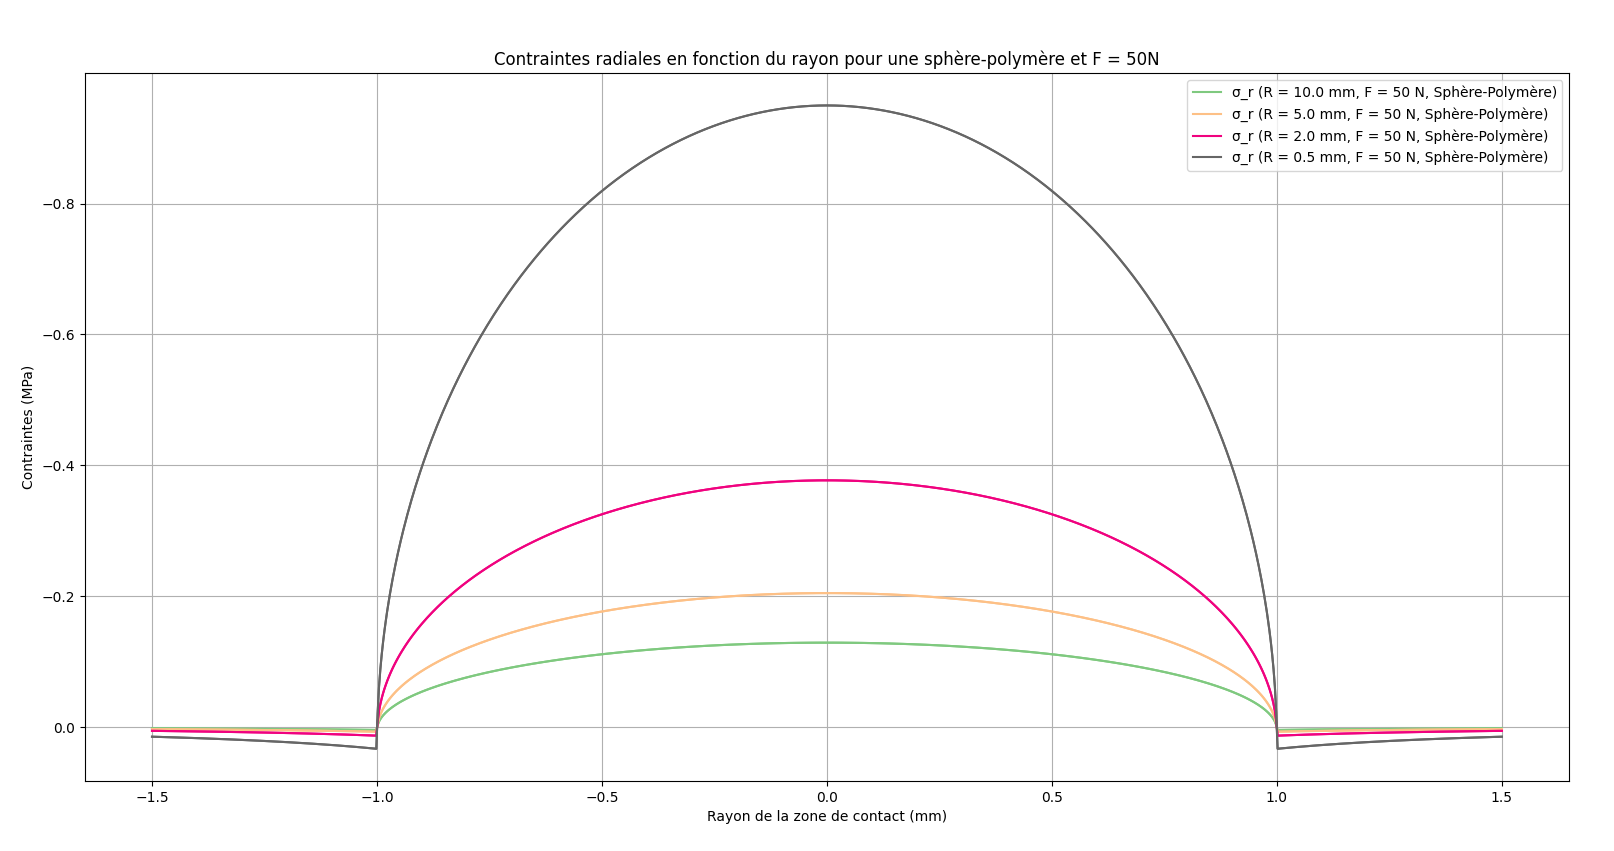 Contraintes radiales en fonction du rayon pour une sphère-polymère et F = 50N
σ_r (R = 10.0 mm, F = 50 N, Sphère-Polymère)
σ_r (R = 5.0 mm, F = 50 N, Sphère-Polymère)
σ_r (R = 2.0 mm, F = 50 N, Sphère-Polymère)
σ_r (R = 0.5 mm, F = 50 N, Sphère-Polymère)
Contraintes (MPa)
−0.8
−0.6
−0.4
−0.2
0.0
−1.5
−1.0
−0.5
0.0
0.5
1.0
1.5
Rayon de la zone de contact (mm)